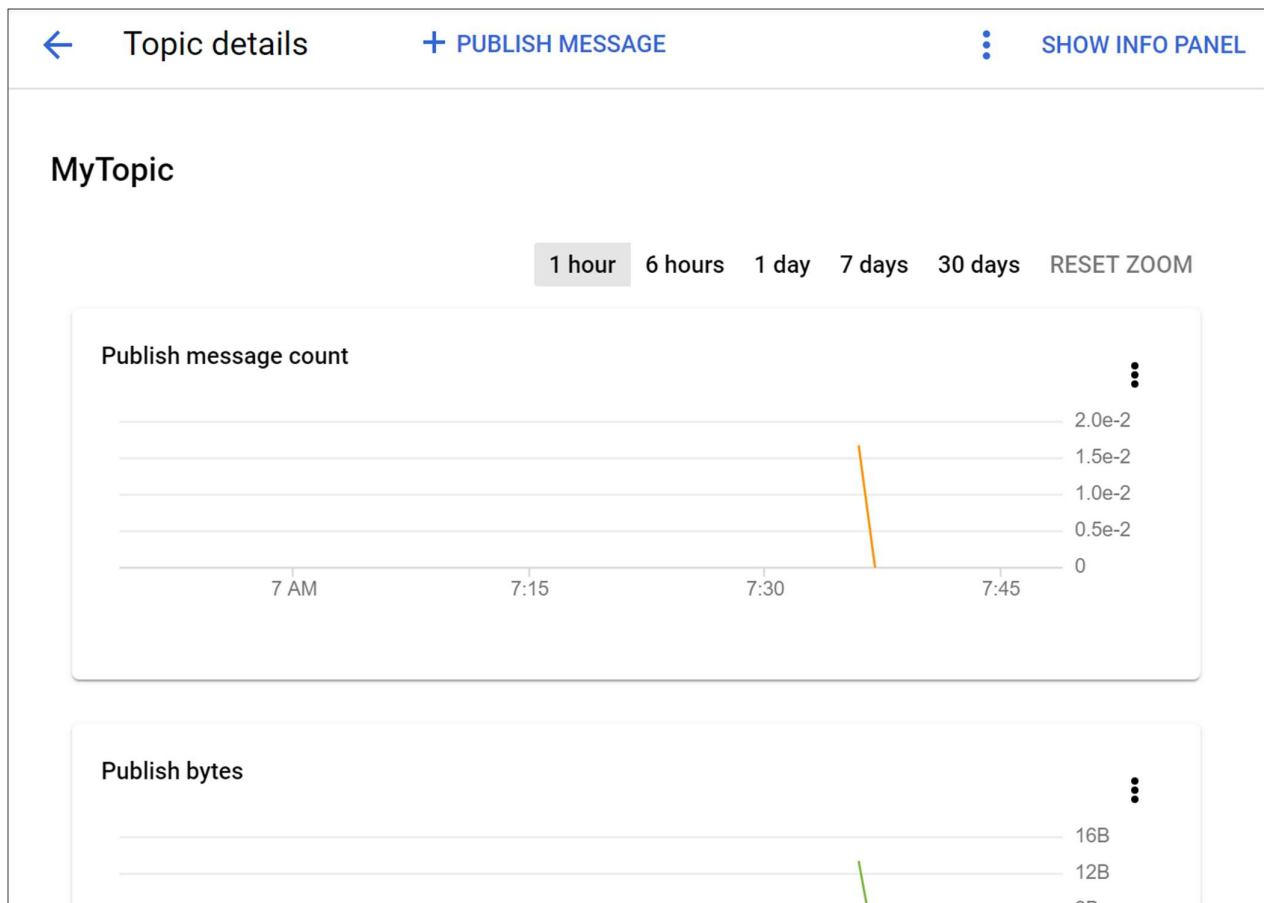 Topic details + PUBLISH MESSAGE SHOW INFO PANEL
MyTopic
1 hour 6 hours 1 day 7 days 30 days RESET ZOOM
Publish message count
2.0e-2
1.5e-2
1.0e-2
0.5e-2
0
7 AM 7:15 7:30 7:45
Publish bytes
16B
12B